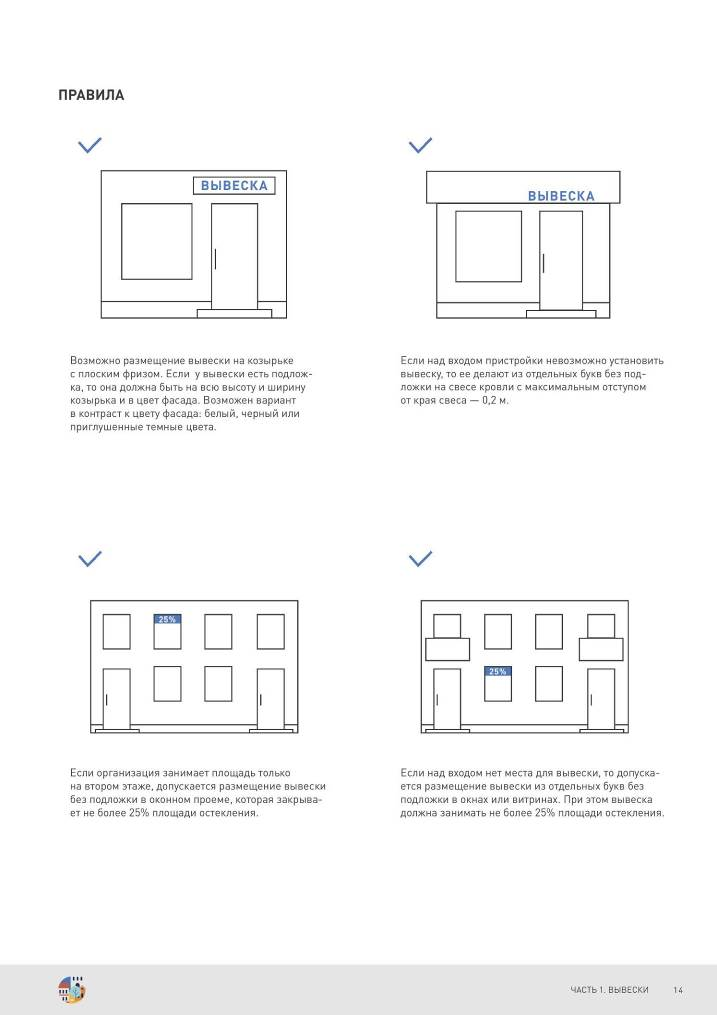 ПРАВИЛА
ВЫВЕСКА
Возможно размещение вывески на козырьке
с плоским фризом. Если у вывески есть подлож-
ка, то она должна быть на всю высоту и ширину
козырька и в цвет фасада. Возможен вариант
в контраст к цвету фасада: белый, черный или
приглушенные темные цвета.
ВЫВЕСКА
Если над входом пристройки невозможно установить
вывеску, то ее делают из отдельных букв без под-
ложки на свесе кровли с максимальным отступом
от края свеса — 0,2 м.
25%
Если организация занимает площадь только
на втором этаже, допускается размещение вывески
без подложки в оконном проеме, которая закрыва-
ет не более 25% площади остекления.
25%
Если над входом нет места для вывески, то допуска-
ется размещение вывески из отдельных букв без
подложки в окнах или витринах. При этом вывеска
должна занимать не более 25% площади остекления.
ЧАСТЬ 1. ВЫВЕСКИ 14